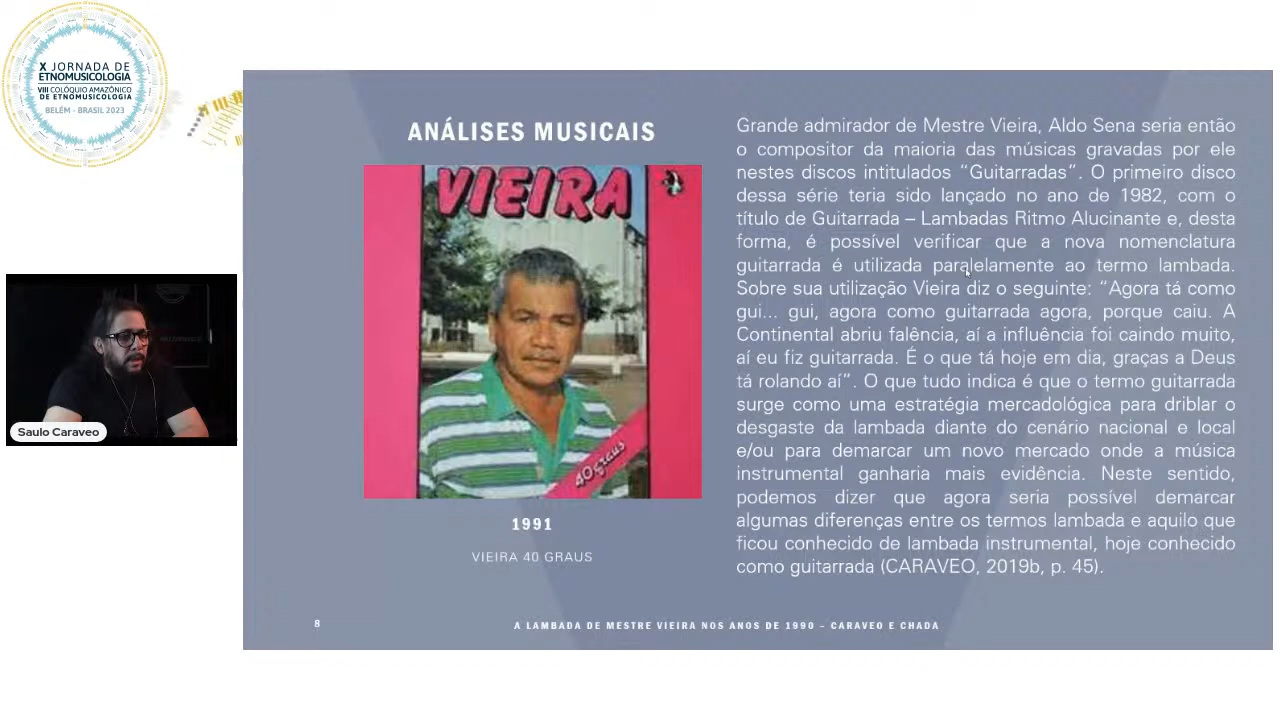 X JORNADA DE
ETNOMUSICOLOGIA
VIII COLÓQUIO AMAZÔNICO
DE ETNOMUSICOLOGIA
BELÉM - BRASIL 2023
Saulo Caraveo
ANÁLISES MUSICAIS
VIEIRA
40 graus
1991
VIEIRA 40 GRAUS
Grande admirador de Mestre Vieira, Aldo Sena seria então
o compositor da maioria das músicas gravadas por ele
nestes discos intitulados “Guitarradas”. O primeiro disco
dessa série teria sido lançado no ano de 1982, com o
título de Guitarrada – Lambadas Ritmo Alucinante e, desta
forma, é possível verificar que a nova nomenclatura
guitarrada é utilizada paralelamente ao termo lambada.
Sobre sua utilização Vieira diz o seguinte: “Agora tá como
gui... gui, agora como guitarrada agora, porque caiu. A
Continental abriu falência, aí a influência foi caindo muito,
aí eu fiz guitarrada. É o que tá hoje em dia, graças a Deus
tá rolando aí”. O que tudo indica é que o termo guitarrada
surge como uma estratégia mercadológica para driblar o
desgaste da lambada diante do cenário nacional e local
e/ou para demarcar um novo mercado onde a música
instrumental ganharia mais evidência. Neste sentido,
podemos dizer que agora seria possível demarcar
algumas diferenças entre os termos lambada e aquilo que
ficou conhecido de lambada instrumental, hoje conhecido
como guitarrada (CARAVEO, 2019b, p. 45).
8
A LAMBADA DE MESTRE VIEIRA NOS ANOS DE 1990 – CARAVEO E CHADA